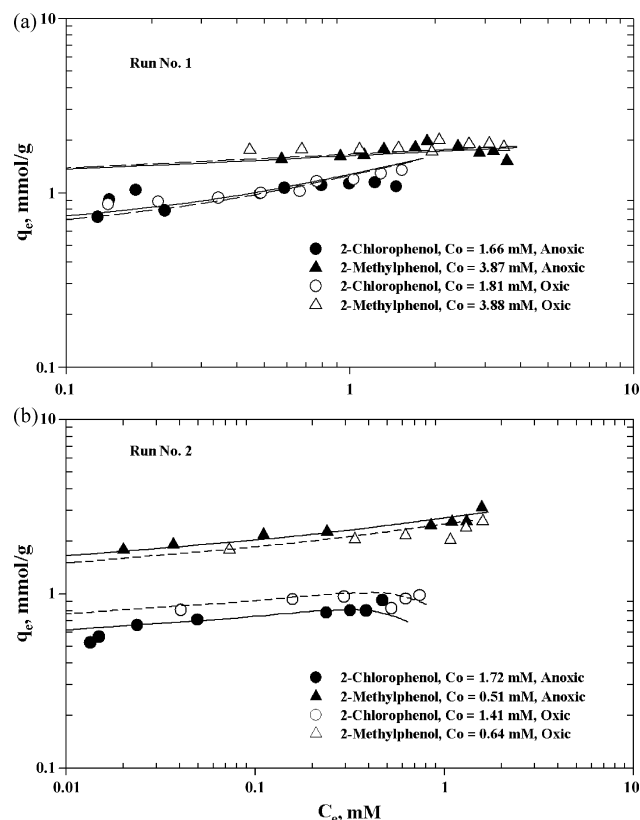 (a)
10
Run No. 1
qe, mmol/g
1
2-Chlorophenol, Co = 1.66 mM, Anoxic
2-Methylphenol, Co = 3.87 mM, Anoxic
2-Chlorophenol, Co = 1.81 mM, Oxic
2-Methylphenol, Co = 3.88 mM, Oxic
0.1
0.1 1 10
(b)
10
Run No. 2
qe, mmol/g
1
2-Chlorophenol, Co = 1.72 mM, Anoxic
2-Methylphenol, Co = 0.51 mM, Anoxic
2-Chlorophenol, Co = 1.41 mM, Oxic
2-Methylphenol, Co = 0.64 mM, Oxic
0.1
0.01 0.1 1 10
Ce, mM